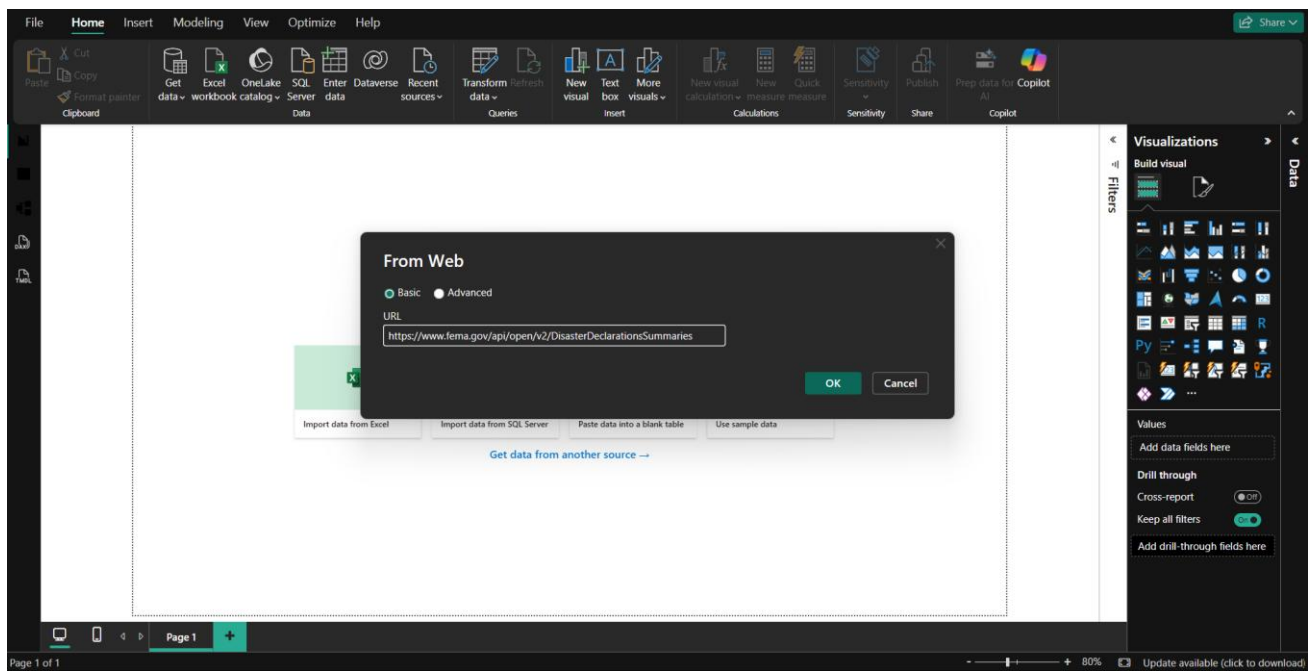 File Home Insert Modeling View Optimize Help
Share
Paste
Cut
Copy
Format painter
Clipboard
Get data
Excel workbook
OneLake catalog
SQL Server
Enter data
Dataverse
Recent sources
Data
Transform data
Refresh
Queries
New visual
Text box
More visuals
Insert
New visual calculation
New measure
Quick measure
Calculations
Sensitivity
Sensitivity
Publish
Share
Prep data for AI
Copilot
Copilot
DAX
TMDL
From Web
Basic Advanced
URL
https://www.fema.gov/api/open/v2/DisasterDeclarationsSummaries
OK Cancel
Import data from Excel
Import data from SQL Server
Paste data into a blank table
Use sample data
Get data from another source →
Filters
Visualizations
Build visual
123
R
Py
Values
Add data fields here
Drill through
Cross-report Off
Keep all filters On
Add drill-through fields here
Data
Page 1
Page 1 of 1
- + 80%
Update available (click to download)